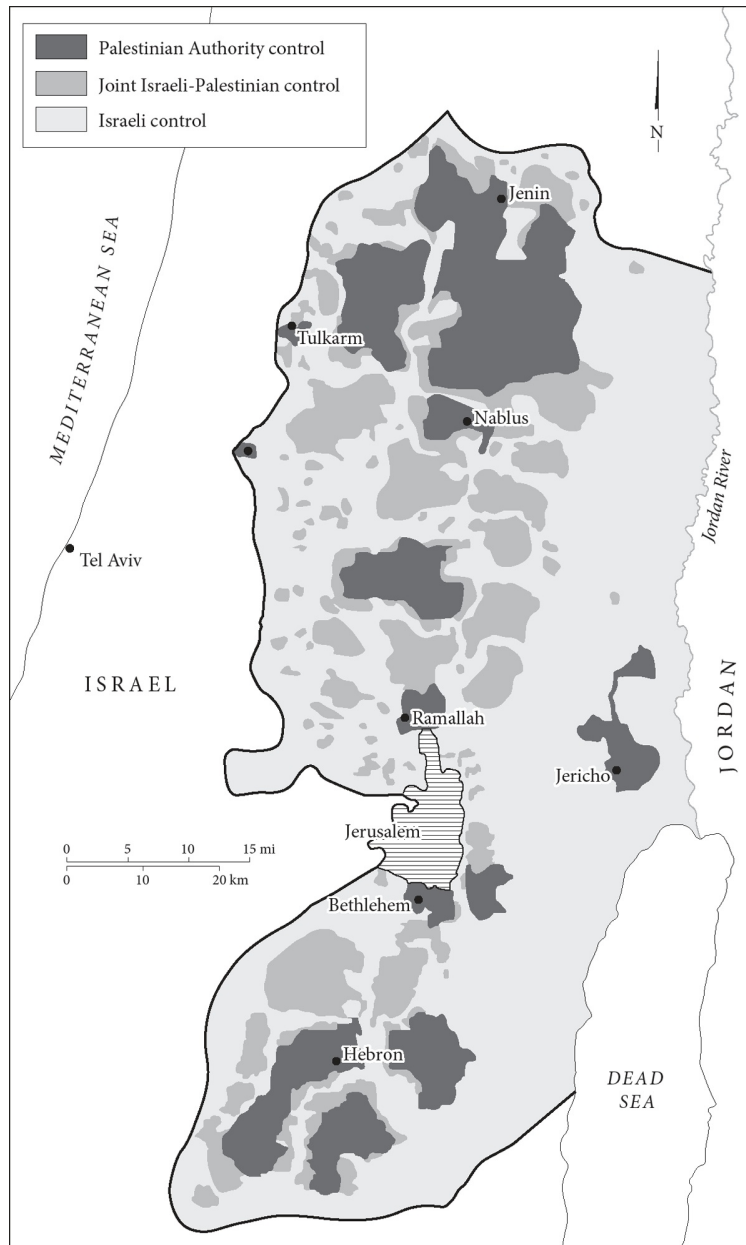 Palestinian Authority control
Joint Israeli-Palestinian control
Israeli control
N
MEDITERRANEAN SEA
Jenin
Tulkarm
Nablus
Jordan River
Tel Aviv
ISRAEL
JORDAN
Ramallah
Jericho
Jerusalem
0 5 10 15 mi
0 10 20 km
Bethlehem
Hebron
DEAD
SEA